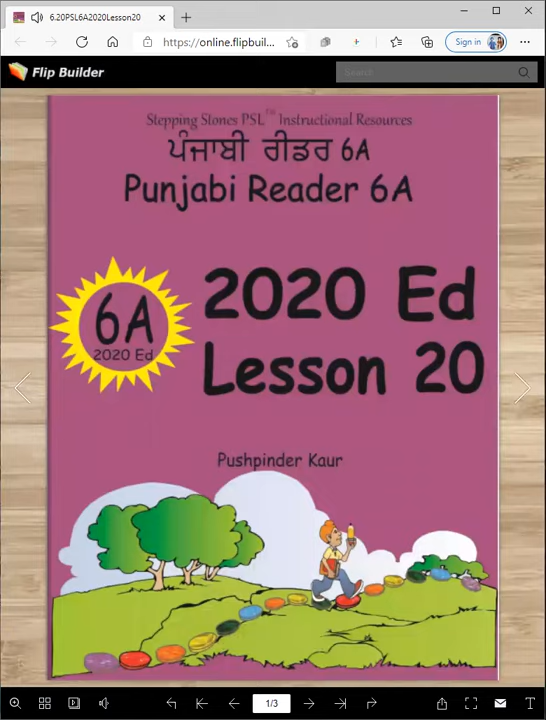 6.20PSL6A2020Lesson20
https://online.flipbuil...
Sign in
Flip Builder
Search
Stepping Stones PSL™ Instructional Resources
ਪੰਜਾਬੀ ਰੀਡਰ 6A
Punjabi Reader 6A
6A
2020 Ed
2020 Ed
Lesson 20
Pushpinder Kaur
1/3